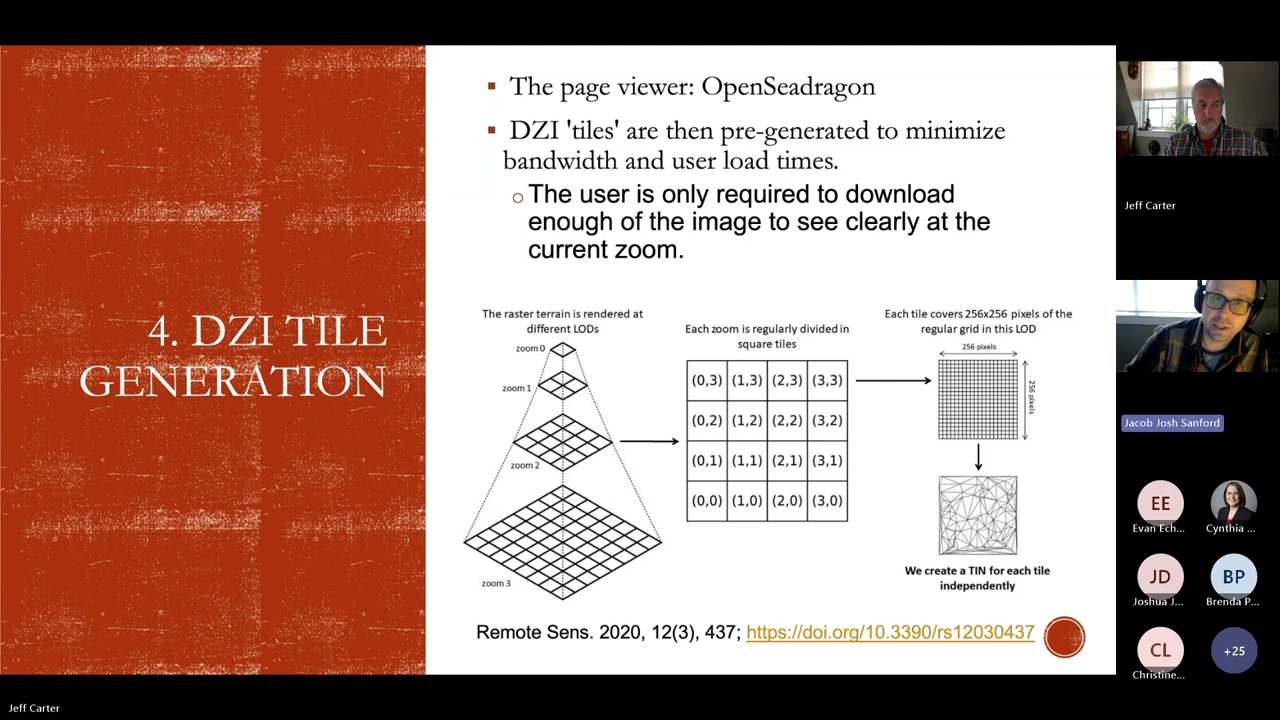 4. DZI TILE
GENERATION
▪ The page viewer: OpenSeadragon
▪ DZI 'tiles' are then pre-generated to minimize
bandwidth and user load times.
o The user is only required to download
enough of the image to see clearly at the
current zoom.
The raster terrain is rendered at
different LODs
zoom 0
zoom 1
zoom 2
zoom 3
Each zoom is regularly divided in
square tiles
(0,3) (1,3) (2,3) (3,3)
(0,2) (1,2) (2,2) (3,2)
(0,1) (1,1) (2,1) (3,1)
(0,0) (1,0) (2,0) (3,0)
Each tile covers 256x256 pixels of the
regular grid in this LOD
256 pixels
256 pixels
We create a TIN for each tile
independently
Remote Sens. 2020, 12(3), 437; https://doi.org/10.3390/rs12030437
Jeff Carter
Jacob Josh Sanford
EE
Evan Ech...
Cynthia ...
JD
Joshua J...
BP
Brenda P...
CL
Christine...
+25
Jeff Carter